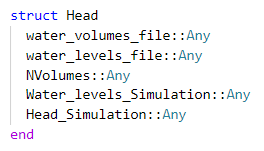 struct Head
water_volumes_file::Any
water_levels_file::Any
NVolumes::Any
Water_levels_Simulation::Any
Head_Simulation::Any
end